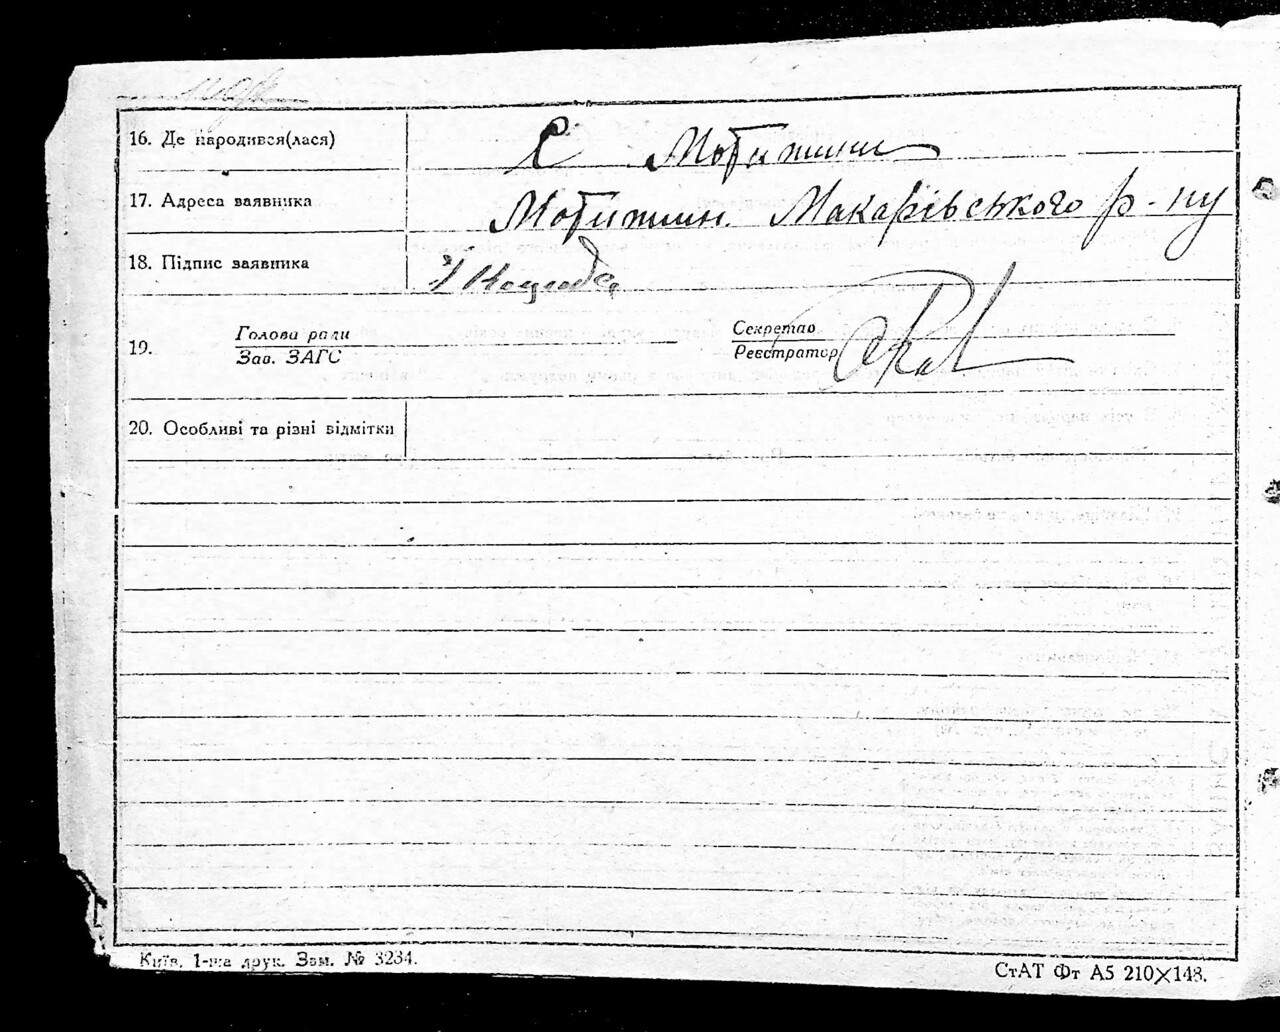 16. Де народився(лася) С Мотижин
17. Адреса заявника Мотижин. Макарівського р-ну
18. Підпис заявника
19. Голова ради Секретар
Зав. ЗАГС Реєстратор
20. Особливі та різні відмітки
Київ, 1-ша друк. Зам. № 3234.
СтАТ Фт А5 210×148.